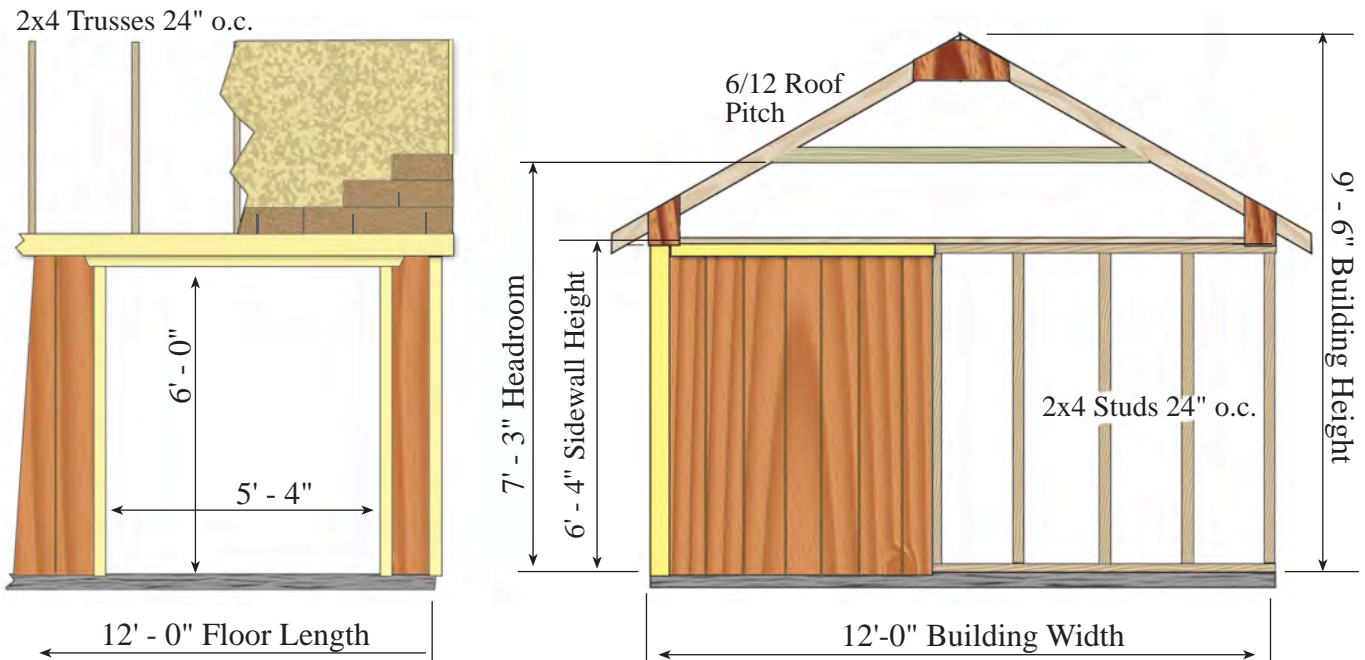 2x4 Trusses 24" o.c.
6' - 0"
5' - 4"
12' - 0" Floor Length
6/12 Roof
Pitch
7' - 3" Headroom
6' - 4" Sidewall Height
2x4 Studs 24" o.c.
9' - 6" Building Height
12'-0" Building Width